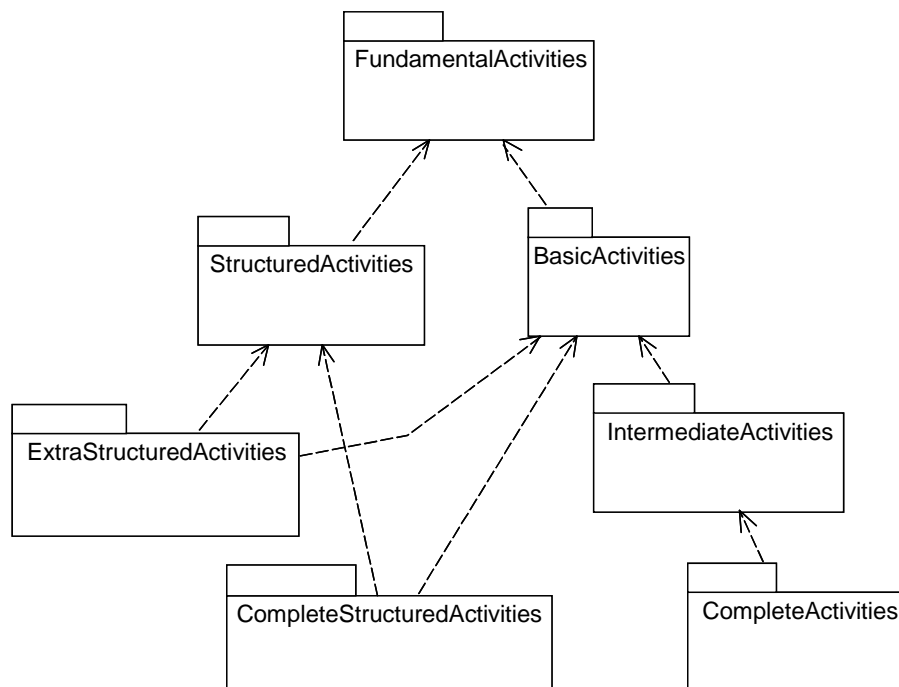 FundamentalActivities
StructuredActivities
BasicActivities
ExtraStructuredActivities
IntermediateActivities
CompleteStructuredActivities
CompleteActivities